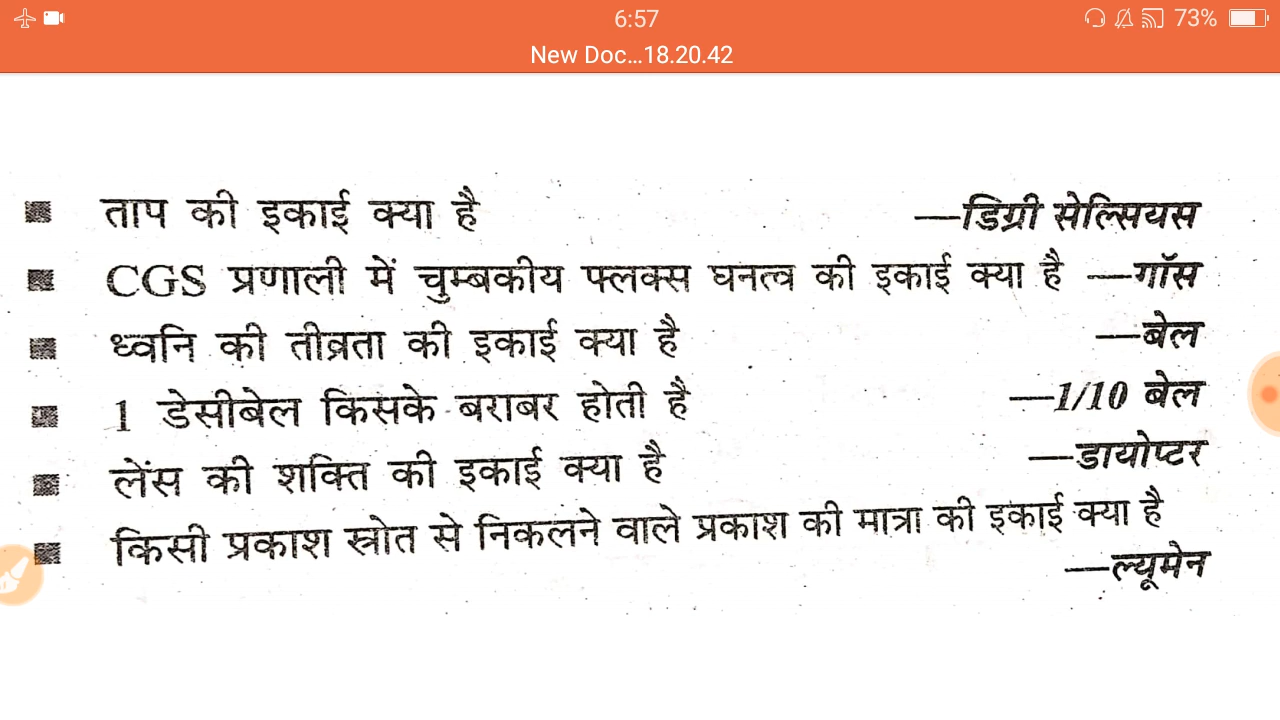 6:57
73%
New Doc...18.20.42
ताप की इकाई क्या है —डिग्री सेल्सियस
CGS प्रणाली में चुम्बकीय फ्लक्स घनत्व की इकाई क्या है —गॉस
ध्वनि की तीव्रता की इकाई क्या है —बेल
1 डेसीबेल किसके बराबर होती है —1/10 बेल
लेंस की शक्ति की इकाई क्या है —डायोप्टर
किसी प्रकाश स्त्रोत से निकलने वाले प्रकाश की मात्रा की इकाई क्या है
—ल्यूमेन